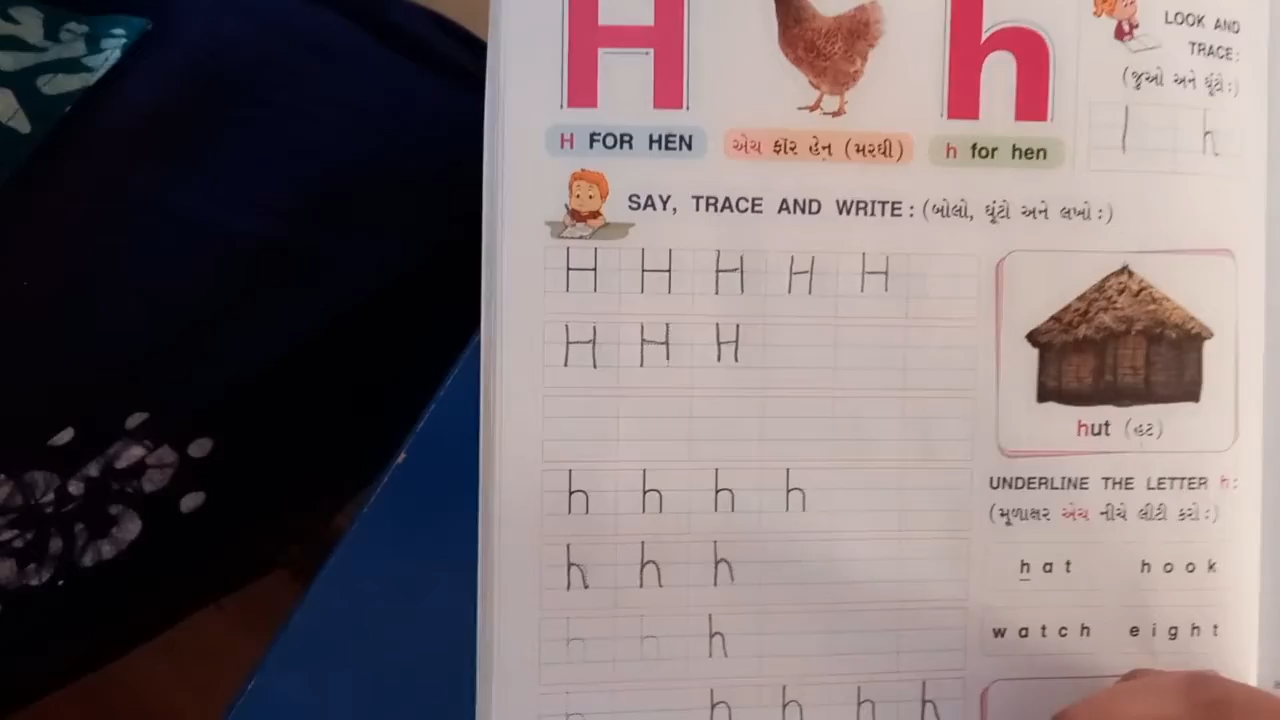 H h
H FOR HEN એચ ફૉર હેન (મરઘી) h for hen
LOOK AND
TRACE:
(જુઓ અને ઘૂંટો:)
l h
SAY, TRACE AND WRITE: (બોલો, ઘૂંટો અને લખો:)
H H H H H
H H H
h h h h
h h h
h h h
h h h h h
hut (હટ)
UNDERLINE THE LETTER h:
(મૂળાક્ષર એચ નીચે લીટી કરો:)
hat hook
watch eight